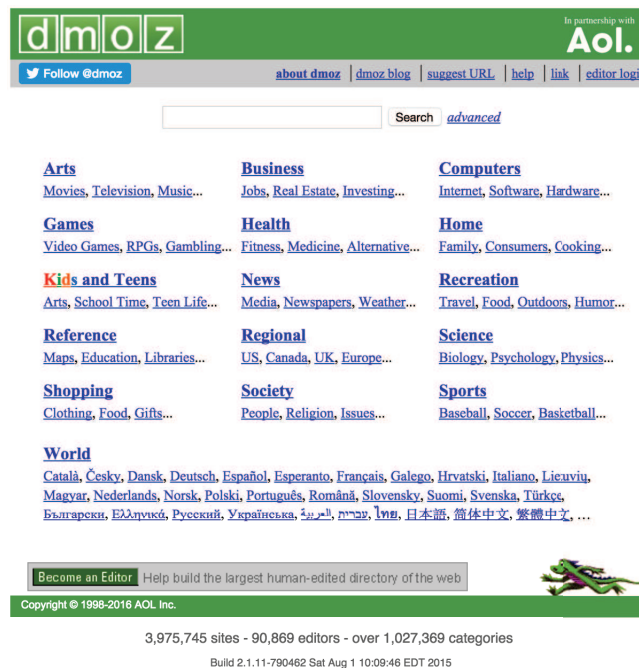 dmoz
In partnership with
Aol.
Follow @dmoz
about dmoz | dmoz blog | suggest URL | help | link | editor logi
Search advanced
Arts Business Computers
Movies, Television, Music... Jobs, Real Estate, Investing... Internet, Software, Hardware...
Games Health Home
Video Games, RPGs, Gambling... Fitness, Medicine, Alternative... Family, Consumers, Cooking...
Kids and Teens News Recreation
Arts, School Time, Teen Life... Media, Newspapers, Weather... Travel, Food, Outdoors, Humor...
Reference Regional Science
Maps, Education, Libraries... US, Canada, UK, Europe... Biology, Psychology, Physics...
Shopping Society Sports
Clothing, Food, Gifts... People, Religion, Issues... Baseball, Soccer, Basketball...
World
Català, Česky, Dansk, Deutsch, Español, Esperanto, Français, Galego, Hrvatski, Italiano, Lietuvių,
Magyar, Nederlands, Norsk, Polski, Português, Română, Slovensky, Suomi, Svenska, Türkçe,
Български, Ελληνικά, Русский, Українська, العربية, עברית, ไทย, 日本語, 简体中文, 繁體中文, ...
Become an Editor Help build the largest human-edited directory of the web
Copyright © 1998-2016 AOL Inc.
3,975,745 sites - 90,869 editors - over 1,027,369 categories
Build 2.1.11-790462 Sat Aug 1 10:09:46 EDT 2015